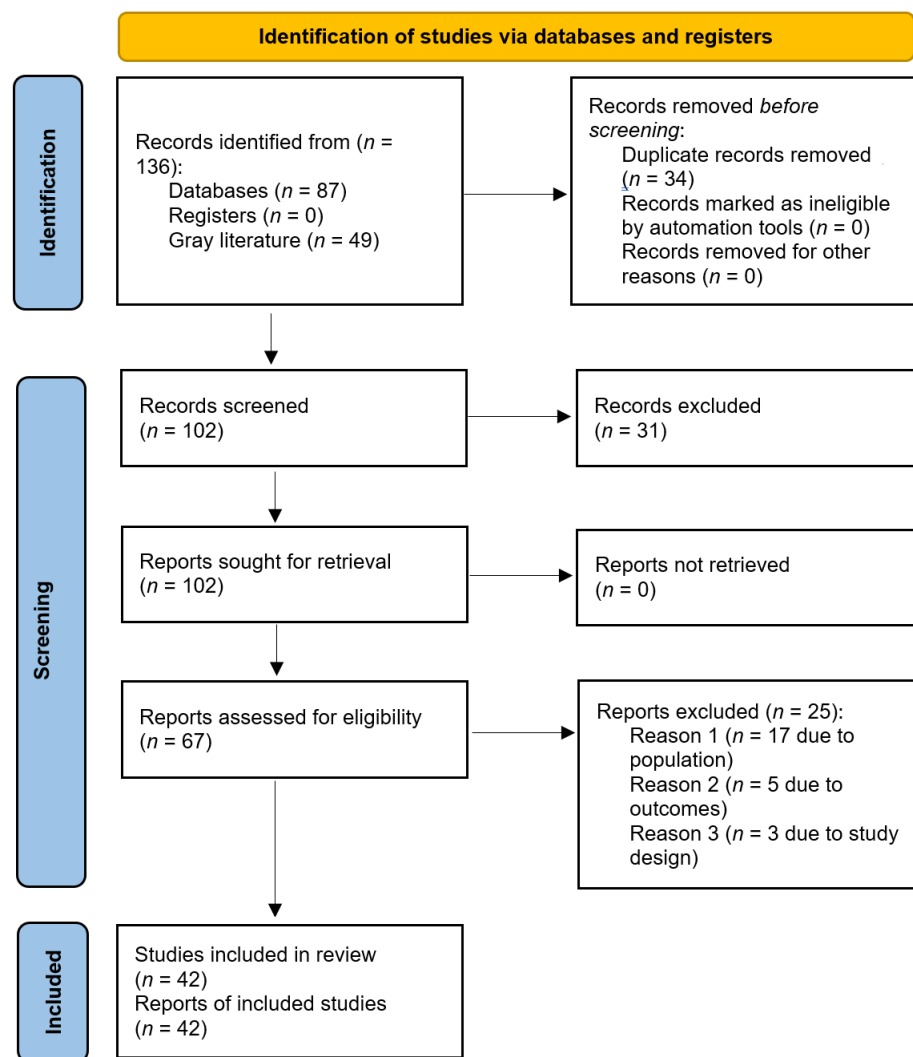 Identification of studies via databases and registers
Identification
Records identified from (n =
136):
Databases (n = 87)
Registers (n = 0)
Gray literature (n = 49)
Records removed before
screening:
Duplicate records removed
(n = 34)
Records marked as ineligible
by automation tools (n = 0)
Records removed for other
reasons (n = 0)
Screening
Records screened
(n = 102)
Records excluded
(n = 31)
Reports sought for retrieval
(n = 102)
Reports not retrieved
(n = 0)
Reports assessed for eligibility
(n = 67)
Reports excluded (n = 25):
Reason 1 (n = 17 due to
population)
Reason 2 (n = 5 due to
outcomes)
Reason 3 (n = 3 due to study
design)
Included
Studies included in review
(n = 42)
Reports of included studies
(n = 42)